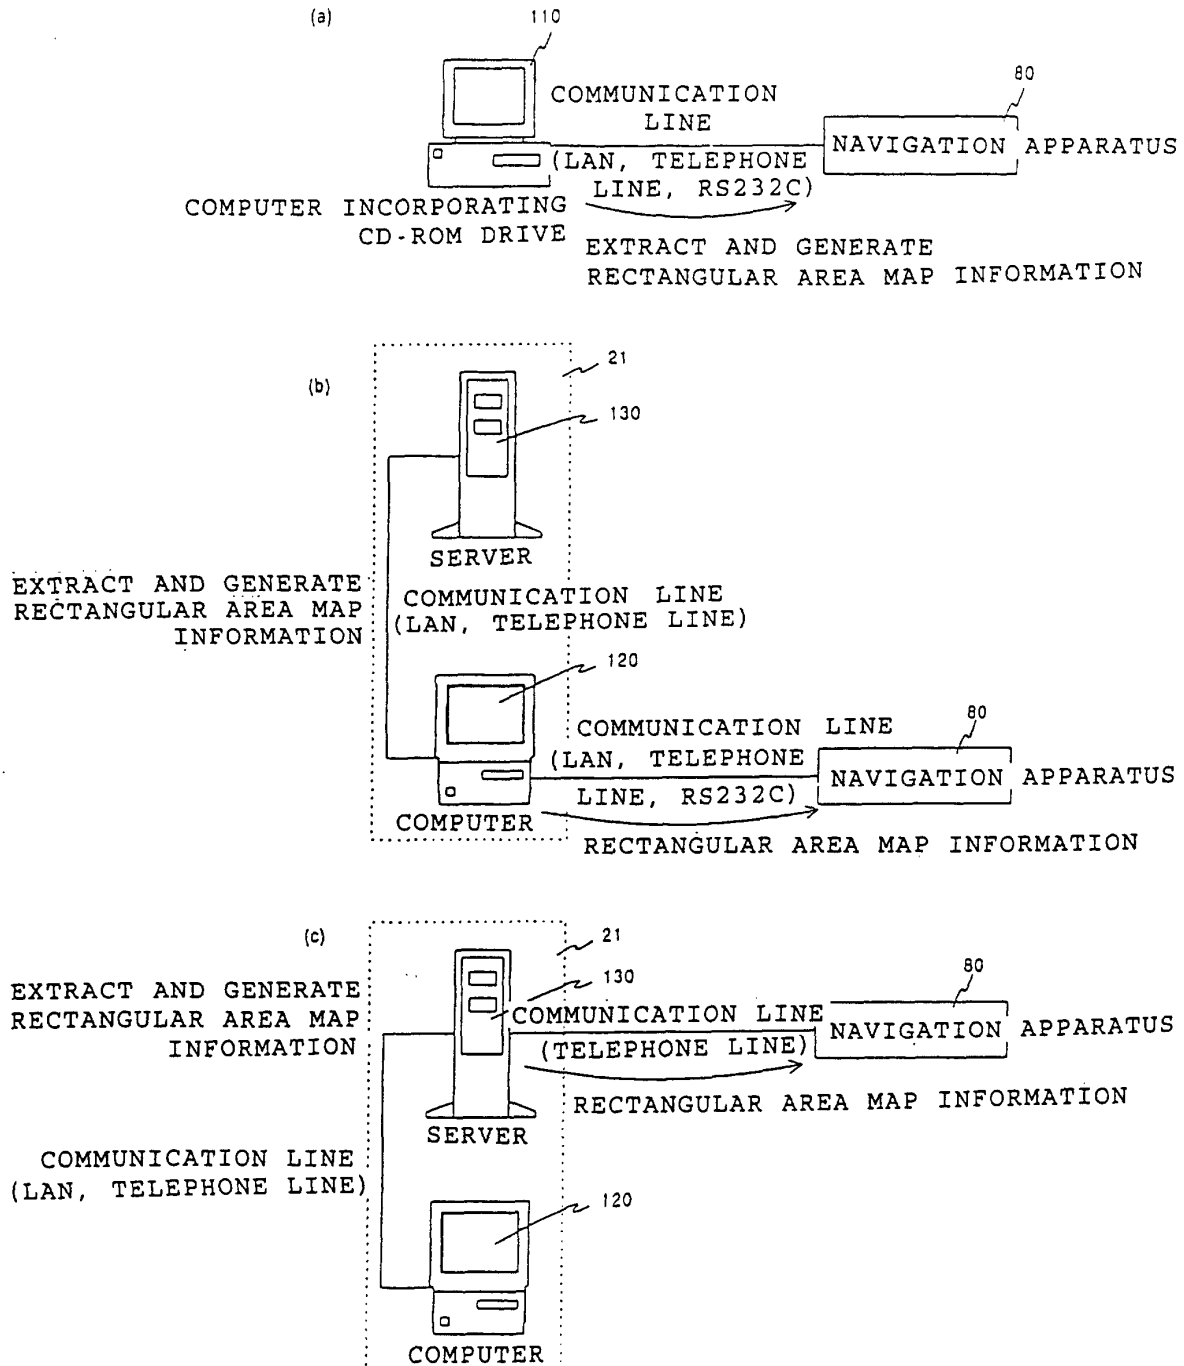 (a)
110
80
COMMUNICATION
LINE
(LAN, TELEPHONE
LINE, RS232C)
NAVIGATION APPARATUS
COMPUTER INCORPORATING
CD-ROM DRIVE
EXTRACT AND GENERATE
RECTANGULAR AREA MAP INFORMATION
(b)
21
130
SERVER
EXTRACT AND GENERATE
RECTANGULAR AREA MAP
INFORMATION
COMMUNICATION LINE
(LAN, TELEPHONE LINE)
120
80
COMMUNICATION LINE
(LAN, TELEPHONE
LINE, RS232C)
NAVIGATION APPARATUS
COMPUTER
RECTANGULAR AREA MAP INFORMATION
(c)
21
130
80
EXTRACT AND GENERATE
RECTANGULAR AREA MAP
INFORMATION
COMMUNICATION LINE
(TELEPHONE LINE)
NAVIGATION APPARATUS
RECTANGULAR AREA MAP INFORMATION
SERVER
COMMUNICATION LINE
(LAN, TELEPHONE LINE)
120
COMPUTER